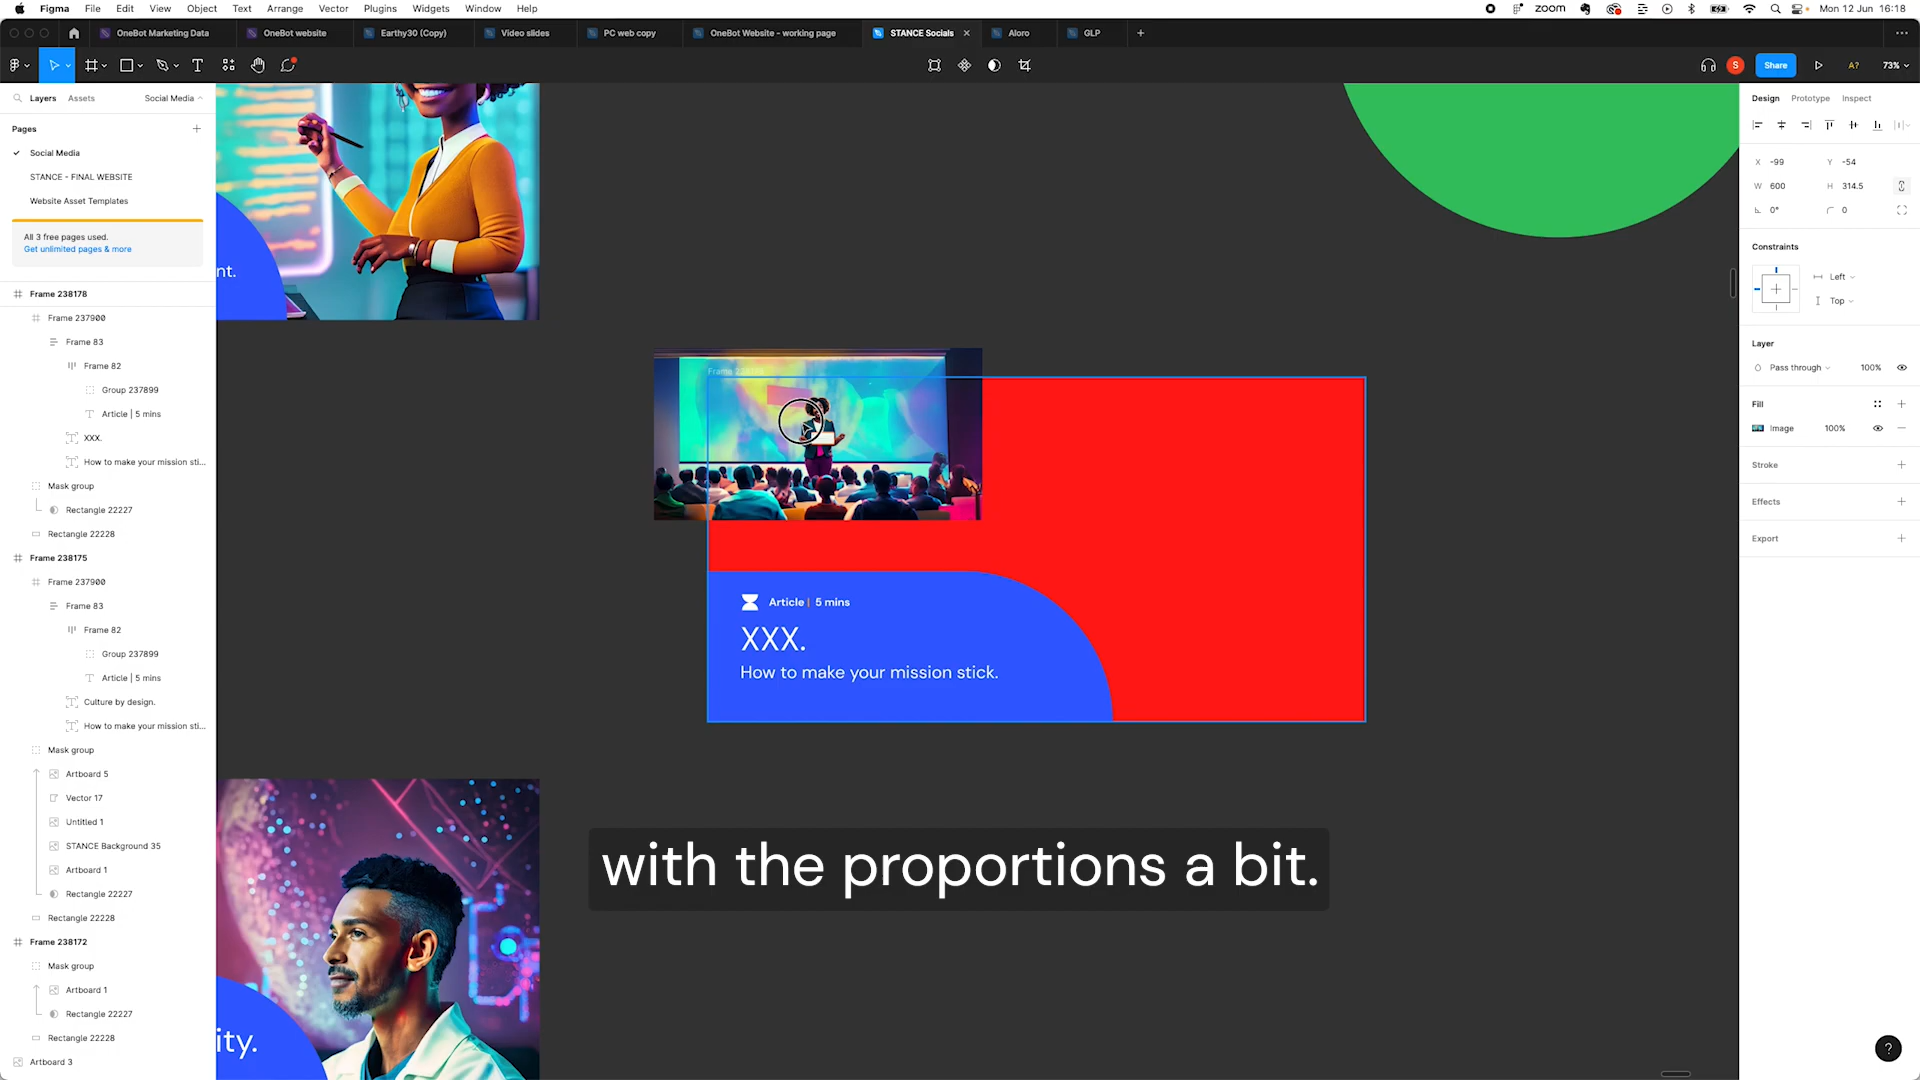 Figma File Edit View Object Text Arrange Vector Plugins Widgets Window Help
zoom Mon 12 Jun 16:18
OneBot Marketing Data OneBot website Earthy30 (Copy) Video slides PC web copy OneBot Website - working page STANCE Socials Aloro GLP
S Share A? 73%
Layers Assets Social Media
Pages
Social Media
STANCE - FINAL WEBSITE
Website Asset Templates
All 3 free pages used.
Get unlimited pages & more
Frame 238178
Frame 237900
Frame 83
Frame 82
Group 237899
Article | 5 mins
XXX.
How to make your mission sti...
Mask group
Rectangle 22227
Rectangle 22228
Frame 238175
Frame 237900
Frame 83
Frame 82
Group 237899
Article | 5 mins
Culture by design.
How to make your mission sti...
Mask group
Artboard 5
Vector 17
Untitled 1
STANCE Background 35
Artboard 1
Rectangle 22227
Rectangle 22228
Frame 238172
Mask group
Artboard 1
Rectangle 22227
Rectangle 22228
Artboard 3
nt.
Article | 5 mins
XXX.
How to make your mission stick.
with the proportions a bit.
ity.
Design Prototype Inspect
X -99 Y -54
W 600 H 314.5
0° 0
Constraints
Left
Top
Layer
Pass through 100%
Fill
Image 100%
Stroke
Effects
Export
?